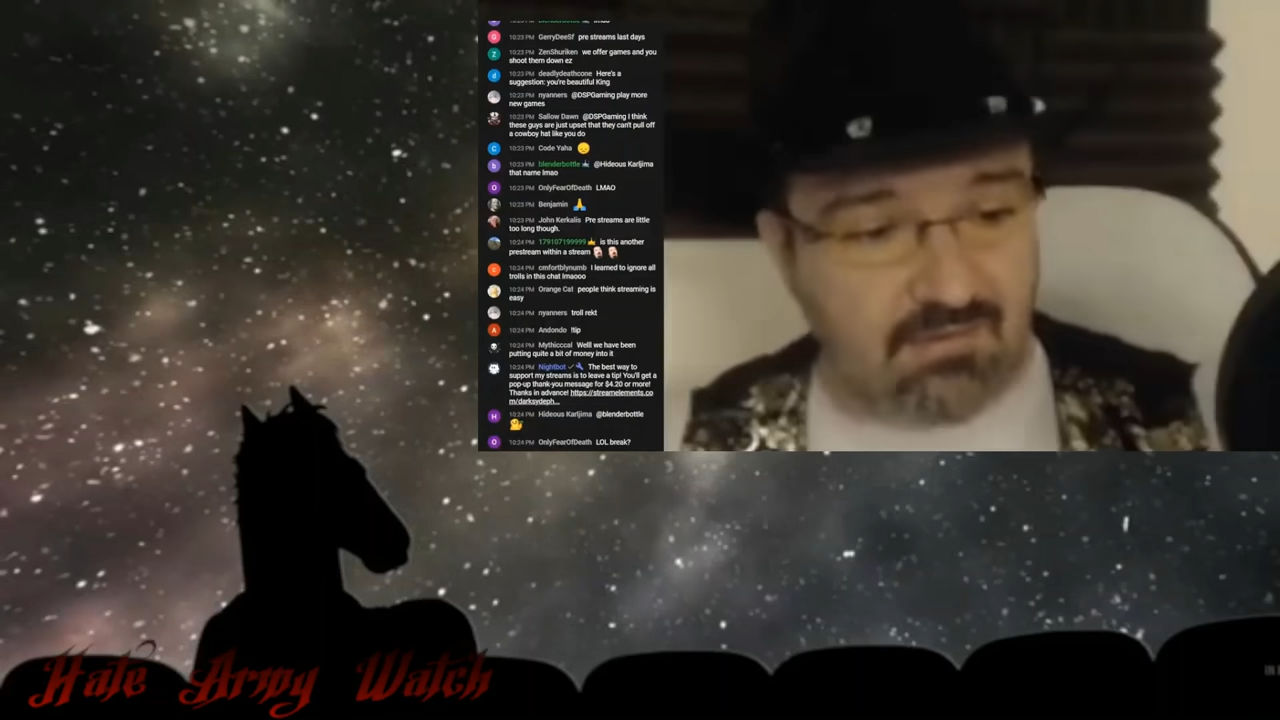 10:23 PM GerryDeeSf pre streams last days
10:23 PM ZenShuriken we offer games and you
shoot them down ez
10:23 PM deadlydeathcone Here's a
suggestion: you're beautiful King
10:23 PM nyanners @DSPGaming play more
new games
10:23 PM Sallow Dawn @DSPGaming I think
these guys are just upset that they can't pull off
a cowboy hat like you do
10:23 PM Code Yaha 😞
10:23 PM blenderbottle @Hideous Karljima
that name lmao
10:23 PM OnlyFearOfDeath LMAO
10:23 PM Benjamin 🙏
10:23 PM John Kerkalis Pre streams are little
too long though.
10:24 PM 179107199999 is this another
prestream within a stream
10:24 PM omfortblynumb I learned to ignore all
trolls in this chat lmaooo
10:24 PM Orange Cat people think streaming is
easy
10:24 PM nyanners troll rekt
10:24 PM Andondo !tip
10:24 PM Mythicccal Welll we have been
putting quite a bit of money into it
10:24 PM Nightbot The best way to
support my streams is to leave a tip! You'll get a
pop-up thank-you message for $4.20 or more!
Thanks in advance! https://streamelements.co
m/darksydeph...
10:24 PM Hideous Karljima @blenderbottle
10:24 PM OnlyFearOfDeath LOL break?
Hate Army Watch